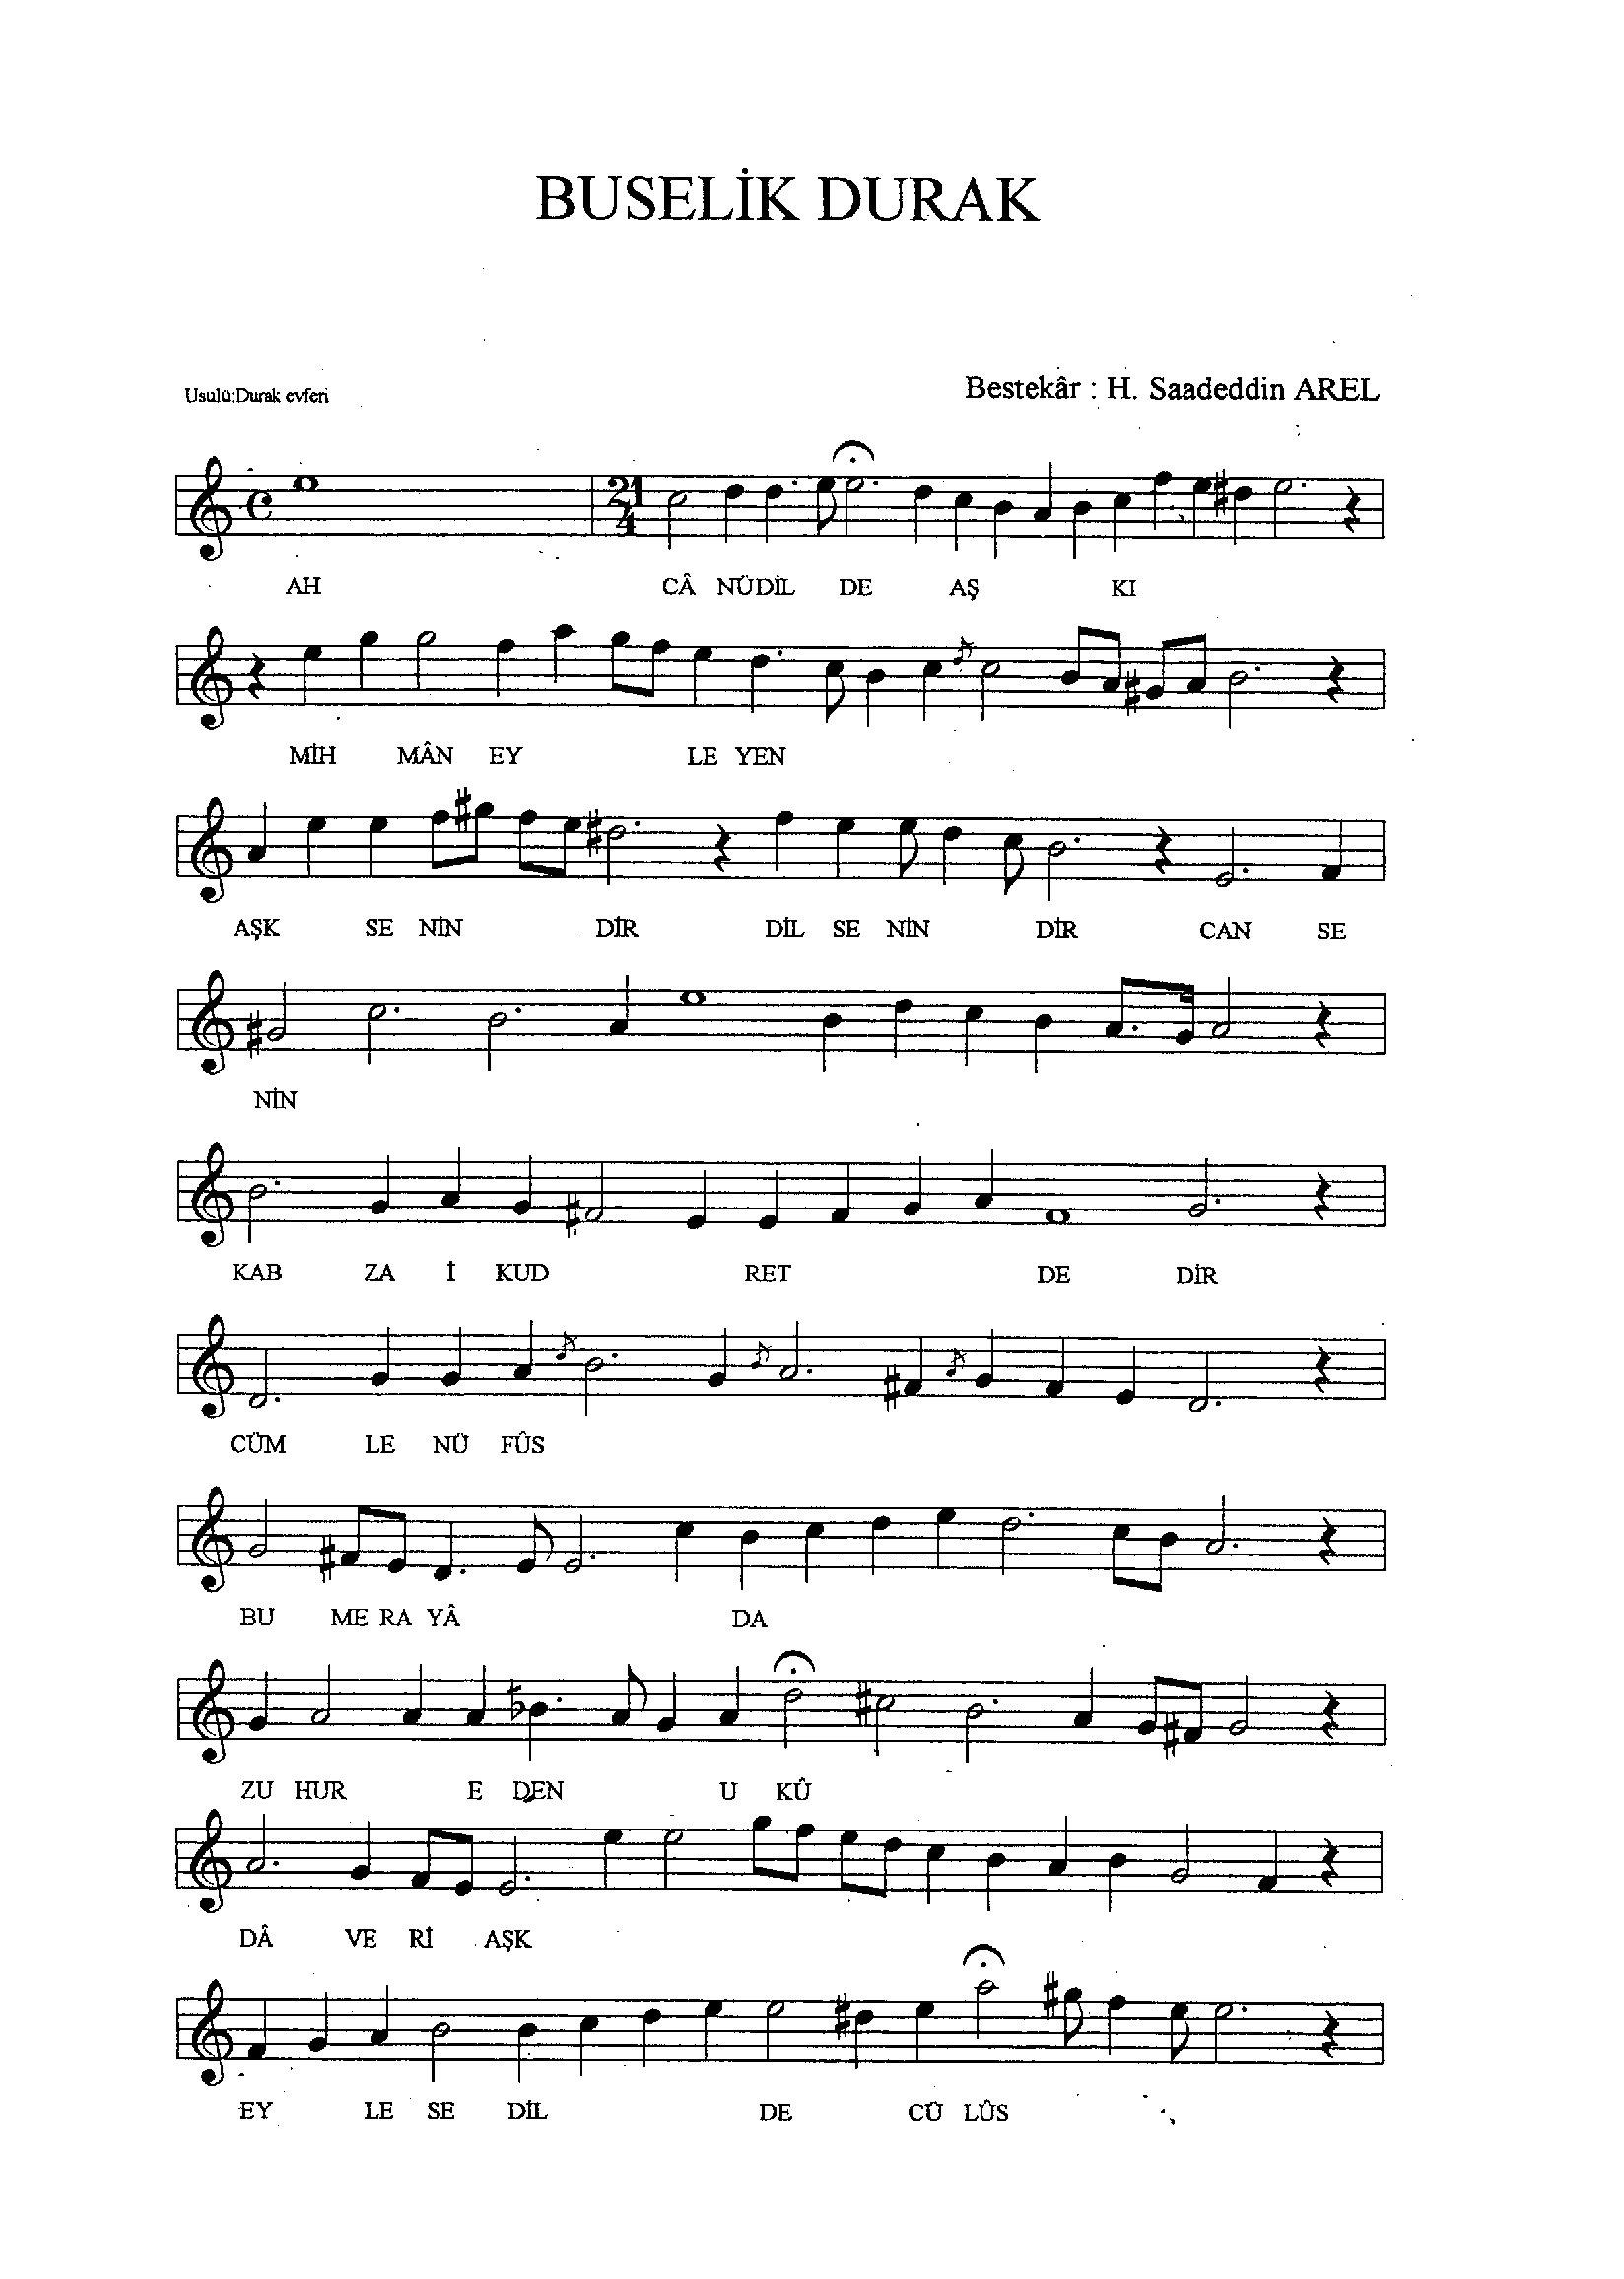 BUSELİK DURAK
Usulü:Durak evferi
Bestekâr : H. Saadeddin AREL
21
4
AH CÂ NÜ DİL DE AŞ KI
MİH MÂN EY LE YEN
AŞK SE NİN DİR DİL SE NİN DİR CAN SE
NİN
KAB ZA İ KUD RET DE DİR
CÜM LE NÜ FÛS
BU ME RA YÂ DA
ZU HUR E DEN U KÛ
DÂ VE Rİ AŞK
EY LE SE DİL DE CÜ LÛS